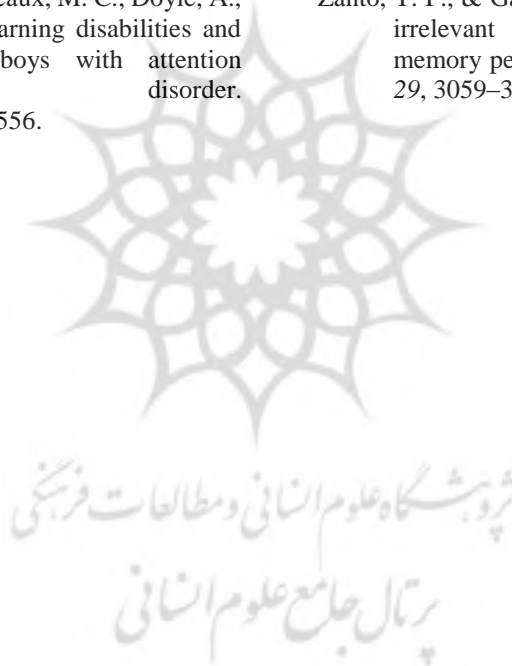 eaux, M. C., Doyle, A.,
arning disabilities and
boys with attention
disorder.
556.
Zanto, T. P., & Ga
irrelevant
memory pe
29, 3059–3
پژوهشگاه علوم انسانی و مطالعات فرهنگی
پرتال جامع علوم انسانی